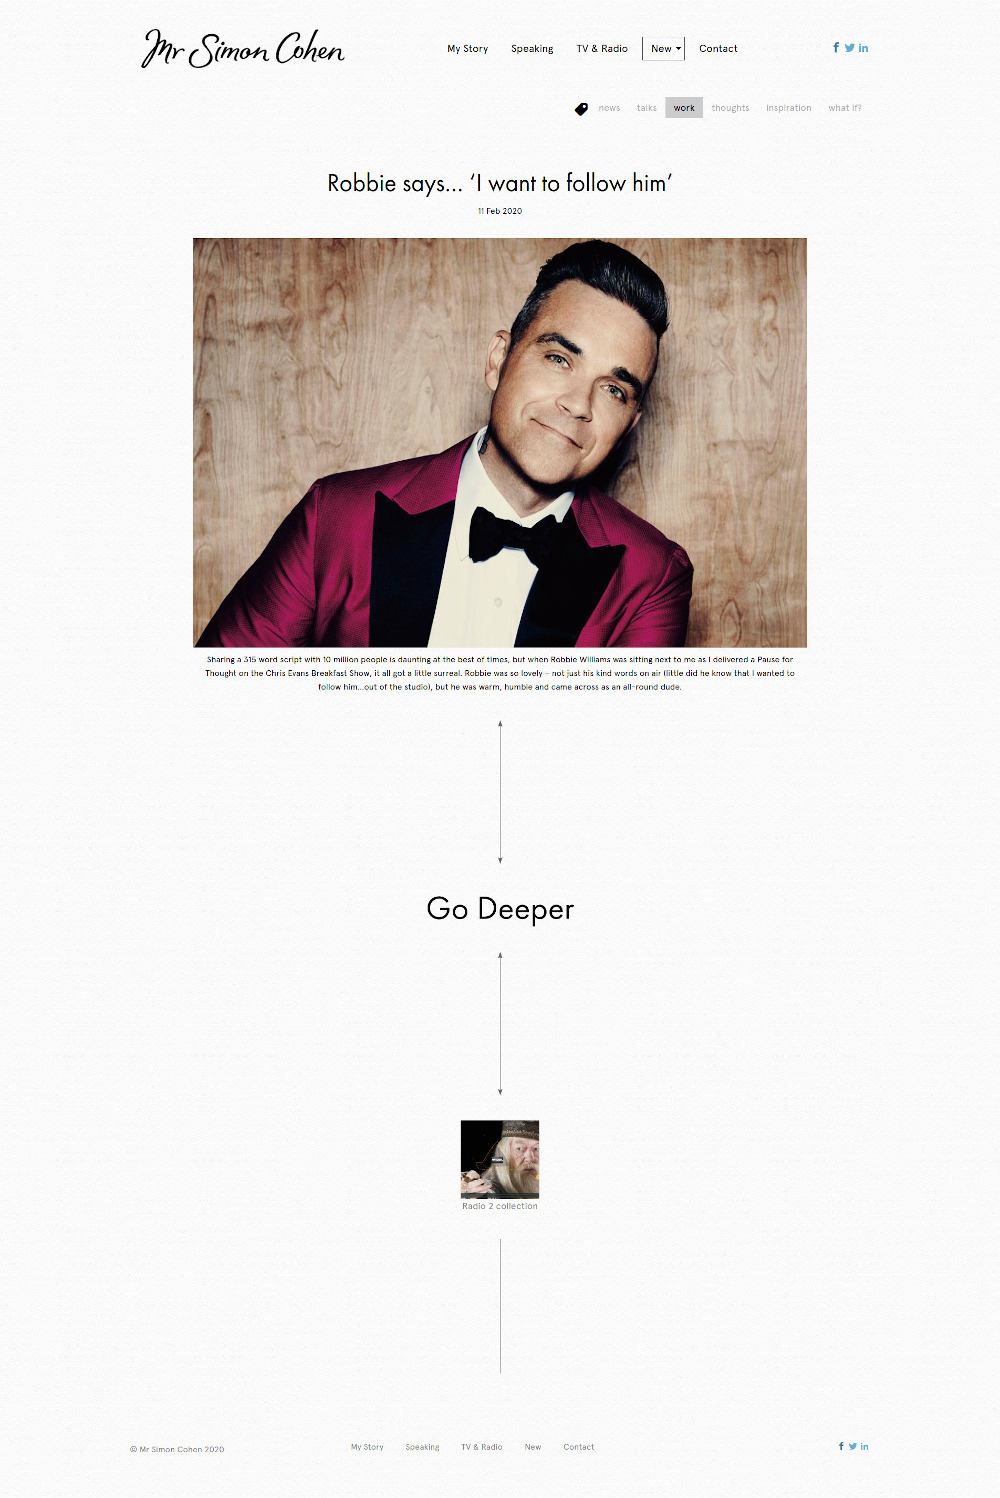 Mr Simon Cohen
My Story Speaking TV & Radio New Contact
news talks work thoughts inspiration what if?
Robbie says... ‘I want to follow him’
11 Feb 2020
Sharing a 315 word script with 10 million people is daunting at the best of times, but when Robbie Williams was sitting next to me as I delivered a Pause for
Thought on the Chris Evans Breakfast Show, it all got a little surreal. Robbie was so lovely – not just his kind words on air (little did he know that I wanted to
follow him...out of the studio), but he was warm, humble and came across as an all-round dude.
Go Deeper
Radio 2 collection
© Mr Simon Cohen 2020
My Story Speaking TV & Radio New Contact